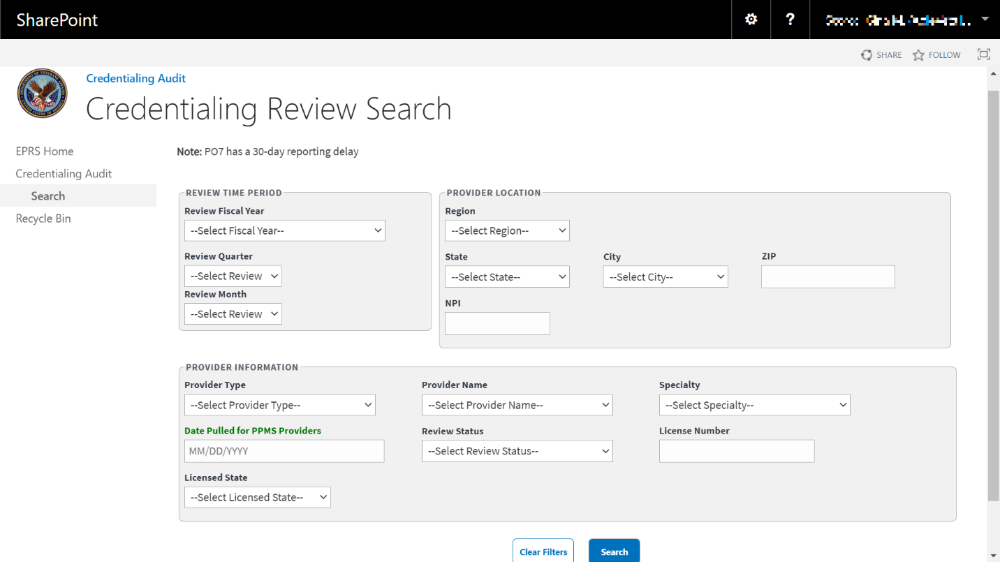 SharePoint
?
SHARE FOLLOW
Credentialing Audit
Credentialing Review Search
EPRS Home
Credentialing Audit
Search
Recycle Bin
Note: PO7 has a 30-day reporting delay
REVIEW TIME PERIOD
Review Fiscal Year
--Select Fiscal Year--
Review Quarter
--Select Review
Review Month
--Select Review
PROVIDER LOCATION
Region
--Select Region--
State City ZIP
--Select State-- --Select City--
NPI
PROVIDER INFORMATION
Provider Type Provider Name Specialty
--Select Provider Type-- --Select Provider Name-- --Select Specialty--
Date Pulled for PPMS Providers Review Status License Number
MM/DD/YYYY --Select Review Status--
Licensed State
--Select Licensed State--
Clear Filters Search